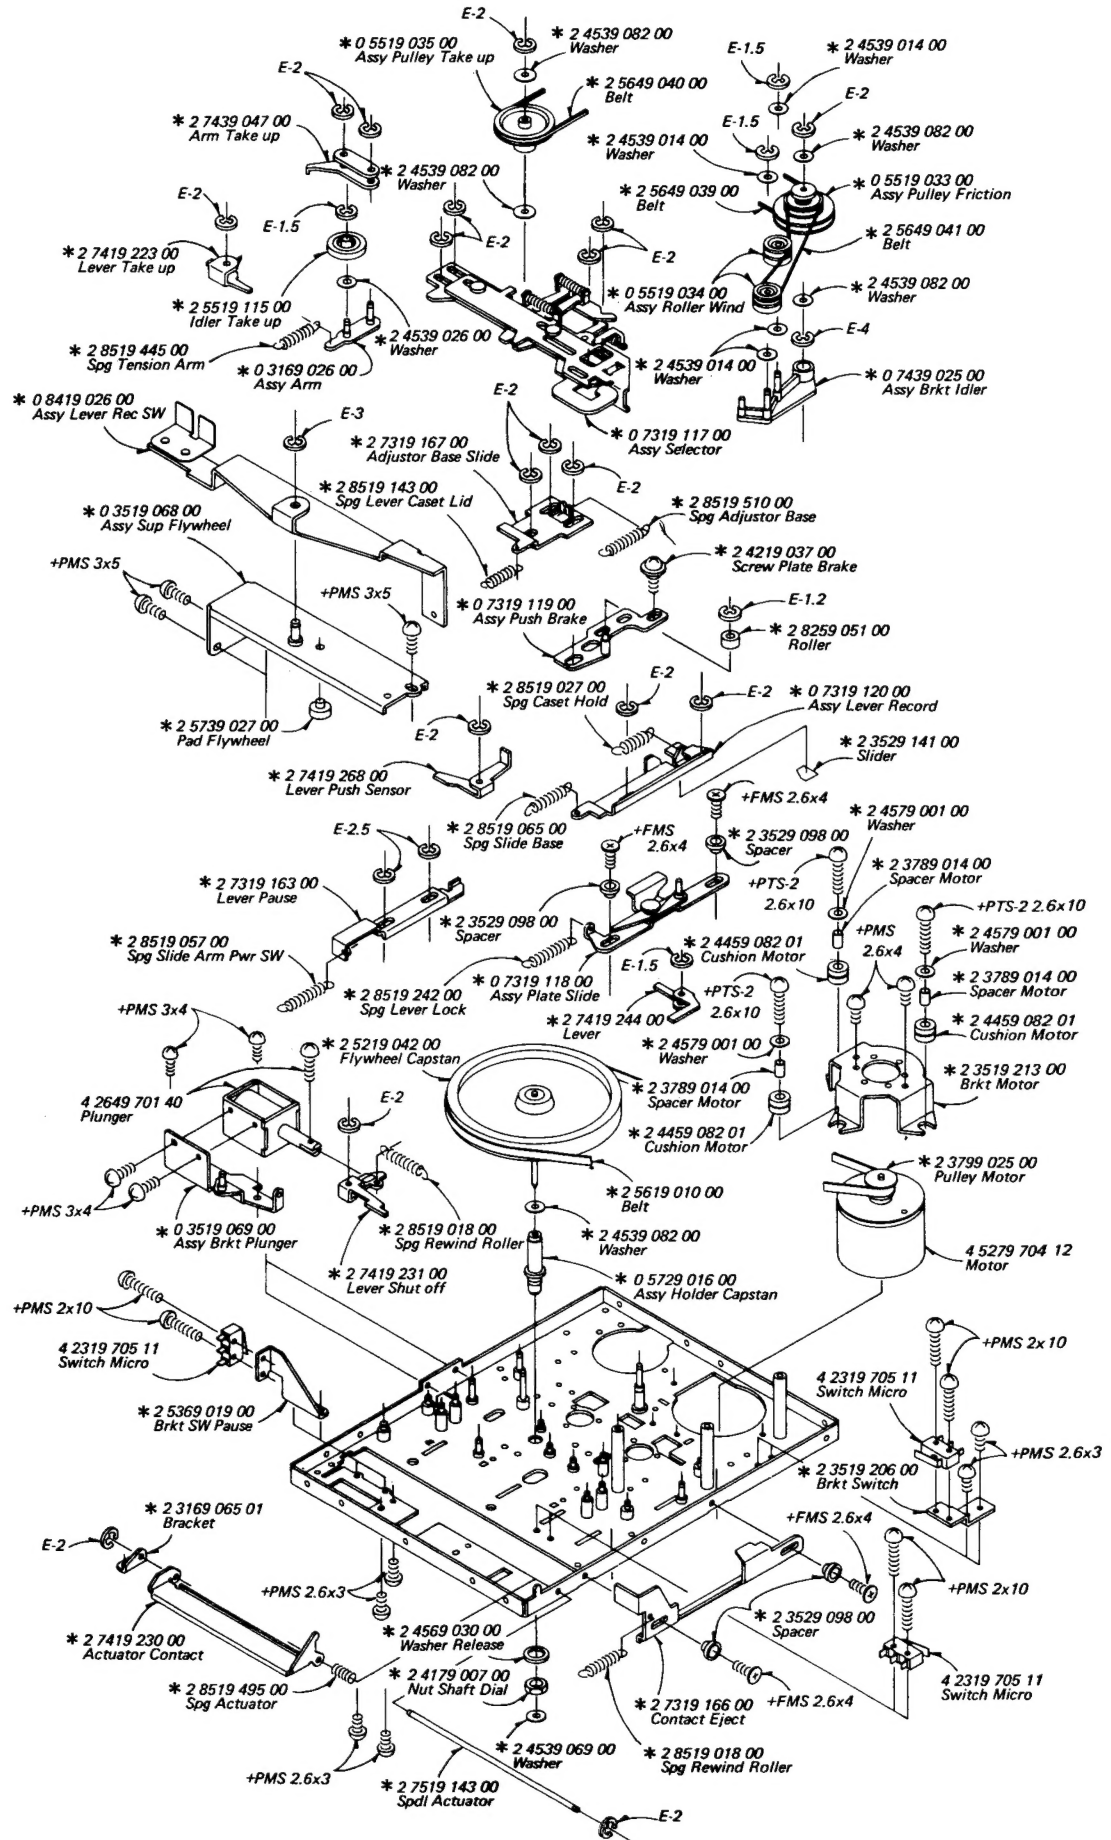 E-2
* 2 4539 082 00
Washer
* 0 5519 035 00
Assy Pulley Take up
E-1.5
* 2 4539 014 00
Washer
E-2
* 2 5649 040 00
Belt
E-2
* 2 7439 047 00
Arm Take up
E-1.5
* 2 4539 014 00
Washer
* 2 4539 082 00
Washer
* 2 4539 082 00
Washer
* 0 5519 033 00
Assy Pulley Friction
E-2
* 2 5649 039 00
Belt
E-1.5
E-2
E-2
* 2 5649 041 00
Belt
* 2 7419 223 00
Lever Take up
* 2 4539 082 00
Washer
* 0 5519 034 00
Assy Roller Wind
* 2 5519 115 00
Idler Take up
* 2 4539 026 00
Washer
E-4
* 2 8519 445 00
Spg Tension Arm
* 0 3169 026 00
Assy Arm
* 2 4539 014 00
Washer
* 0 7439 025 00
Assy Brkt Idler
* 0 8419 026 00
Assy Lever Rec SW
E-3
E-2
* 2 7319 167 00
Adjustor Base Slide
* 0 7319 117 00
Assy Selector
E-2
* 2 8519 143 00
Spg Lever Caset Lid
* 2 8519 510 00
Spg Adjustor Base
* 0 3519 068 00
Assy Sup Flywheel
* 2 4219 037 00
Screw Plate Brake
+PMS 3x5
+PMS 3x5
* 0 7319 119 00
Assy Push Brake
E-1.2
* 2 8259 051 00
Roller
* 2 8519 027 00
Spg Caset Hold
E-2
E-2
* 0 7319 120 00
Assy Lever Record
* 2 5739 027 00
Pad Flywheel
E-2
* 2 3529 141 00
Slider
* 2 7419 268 00
Lever Push Sensor
+FMS 2.6x4
* 2 8519 065 00
Spg Slide Base
+FMS
2.6x4
* 2 4579 001 00
Washer
E-2.5
* 2 3529 098 00
Spacer
* 2 3789 014 00
Spacer Motor
* 2 7319 163 00
Lever Pause
+PTS-2
2.6x10
+PTS-2 2.6x10
* 2 3529 098 00
Spacer
* 2 4459 082 01
Cushion Motor
+PMS
2.6x4
* 2 4579 001 00
Washer
* 2 8519 057 00
Spg Slide Arm Pwr SW
E-1.5
* 0 7319 118 00
Assy Plate Slide
* 2 3789 014 00
Spacer Motor
* 2 8519 242 00
Spg Lever Lock
+PTS-2
2.6x10
+PMS 3x4
* 2 7419 244 00
Lever
* 2 4459 082 01
Cushion Motor
* 2 5219 042 00
Flywheel Capstan
* 2 4579 001 00
Washer
* 2 3519 213 00
Brkt Motor
* 2 3789 014 00
Spacer Motor
4 2649 701 40
Plunger
E-2
* 2 4459 082 01
Cushion Motor
* 2 3799 025 00
Pulley Motor
* 2 5619 010 00
Belt
+PMS 3x4
* 0 3519 069 00
Assy Brkt Plunger
* 2 8519 018 00
Spg Rewind Roller
* 2 4539 082 00
Washer
4 5279 704 12
Motor
* 2 7419 231 00
Lever Shut off
* 0 5729 016 00
Assy Holder Capstan
+PMS 2x10
4 2319 705 11
Switch Micro
+PMS 2x10
4 2319 705 11
Switch Micro
* 2 5369 019 00
Brkt SW Pause
+PMS 2.6x3
* 2 3519 206 00
Brkt Switch
* 2 3169 065 01
Bracket
E-2
+FMS 2.6x4
+PMS 2.6x3
+PMS 2x10
* 2 4569 030 00
Washer Release
* 2 3529 098 00
Spacer
* 2 7419 230 00
Actuator Contact
* 2 4179 007 00
Nut Shaft Dial
4 2319 705 11
Switch Micro
* 2 8519 495 00
Spg Actuator
* 2 7319 166 00
Contact Eject
+FMS 2.6x4
* 2 4539 069 00
Washer
* 2 8519 018 00
Spg Rewind Roller
+PMS 2.6x3
* 2 7519 143 00
Spdl Actuator
E-2